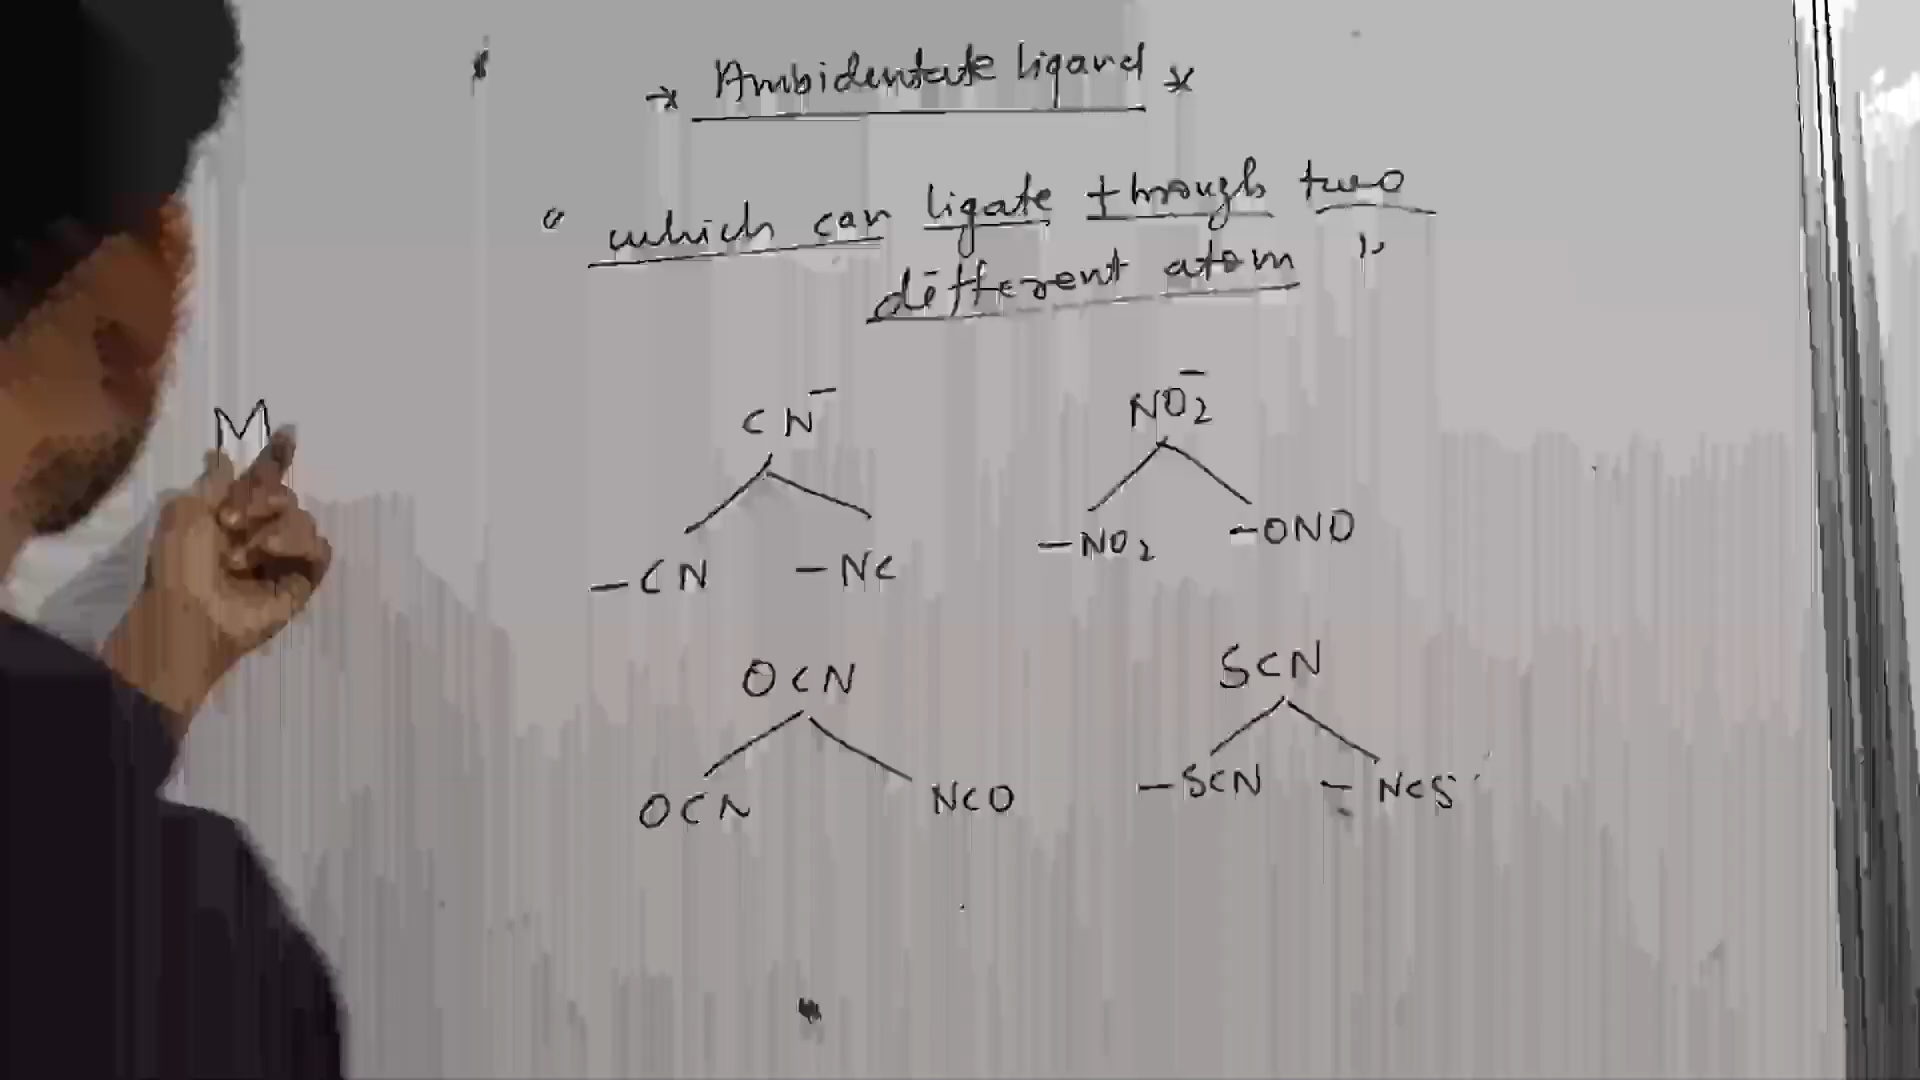 * Ambidentate ligand *
" which can ligate through two
different atom "
M
CN⁻
NO₂⁻
-CN
-NC
-NO₂
-ONO
OCN
SCN
OCN
NCO
-SCN
-NCS